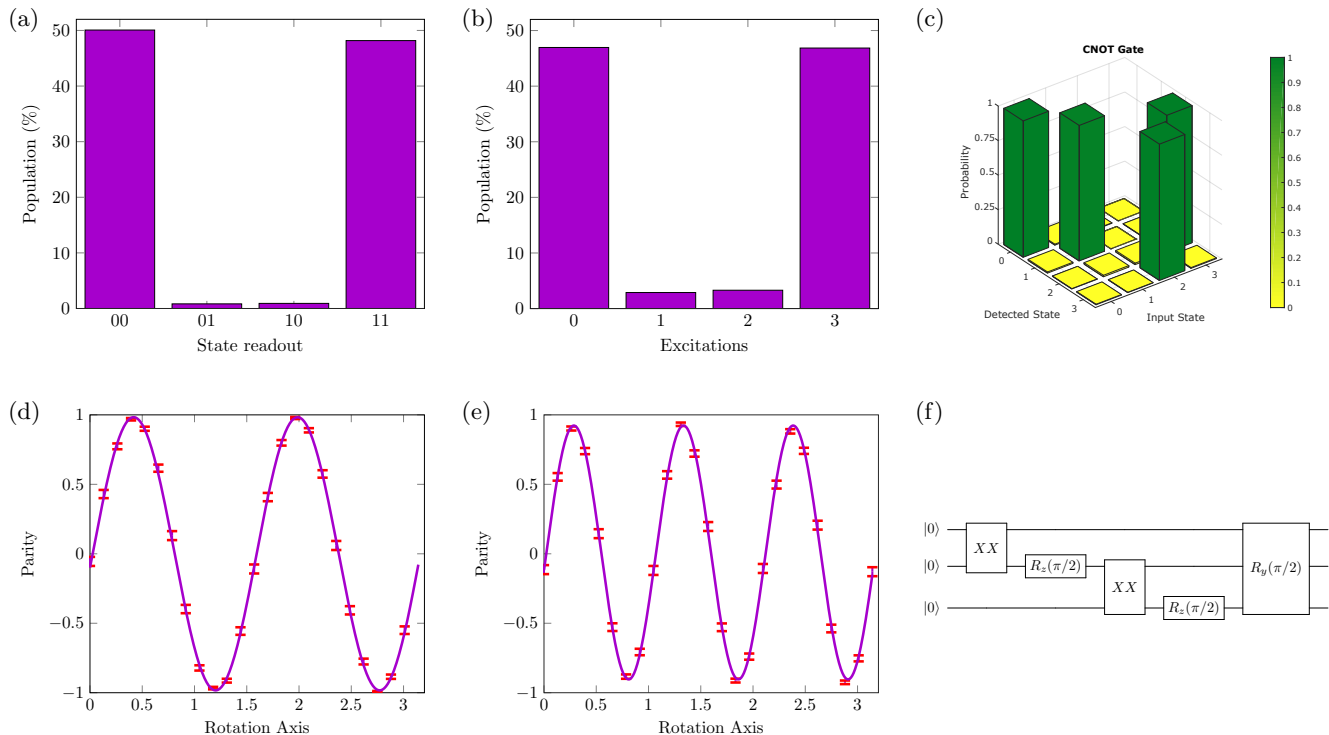 (a)
50
40
30
20
10
0
Population (%)
00 01 10 11
State readout
(b)
50
40
30
20
10
0
Population (%)
0 1 2 3
Excitations
(c)
CNOT Gate
1
0.75
0.5
0.25
0
Probability
0
1
2
3
Detected State
0
1
2
3
Input State
1
0.9
0.8
0.7
0.6
0.5
0.4
0.3
0.2
0.1
0
(d)
1
0.5
0
−0.5
−1
Parity
0 0.5 1 1.5 2 2.5 3
Rotation Axis
(e)
1
0.5
0
−0.5
−1
Parity
0 0.5 1 1.5 2 2.5 3
Rotation Axis
(f)
|0⟩
|0⟩
|0⟩
XX
R_z(π/2)
XX
R_z(π/2)
R_y(π/2)